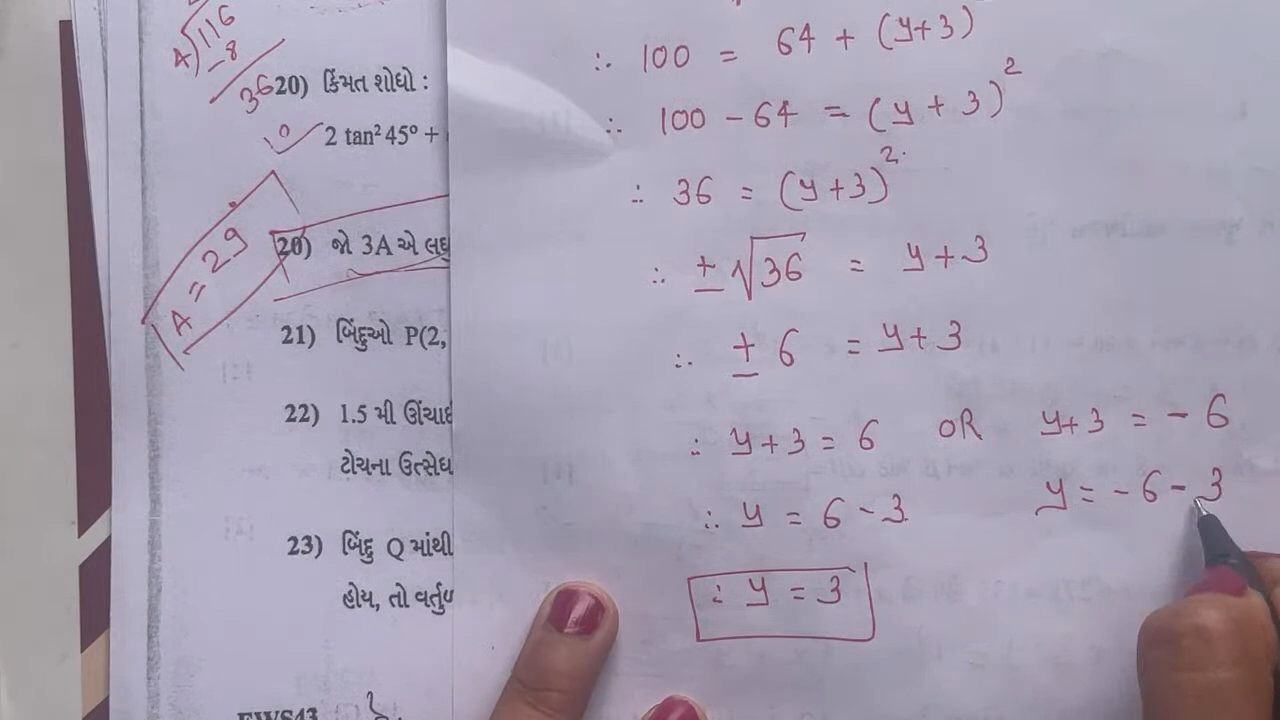 4)116
-8
36
20) કિંમત શોધો :
0 2 tan²45° +
A = 29
20) જો 3A એ લઘ
21) બિંદુઓ P(2,
22) 1.5 મી ઊંચાઈ
ટોચના ઉત્સેધ
23) બિંદુ Q માંથી
હોય, તો વર્તુળ
∴ 100 = 64 + (y+3)
∴ 100 - 64 = (y + 3)²
∴ 36 = (y+3)²
∴ ± √36 = y + 3
∴ ± 6 = y + 3
∴ y + 3 = 6 OR y+3 = - 6
∴ y = 6 - 3 y = - 6 - 3
∴ y = 3